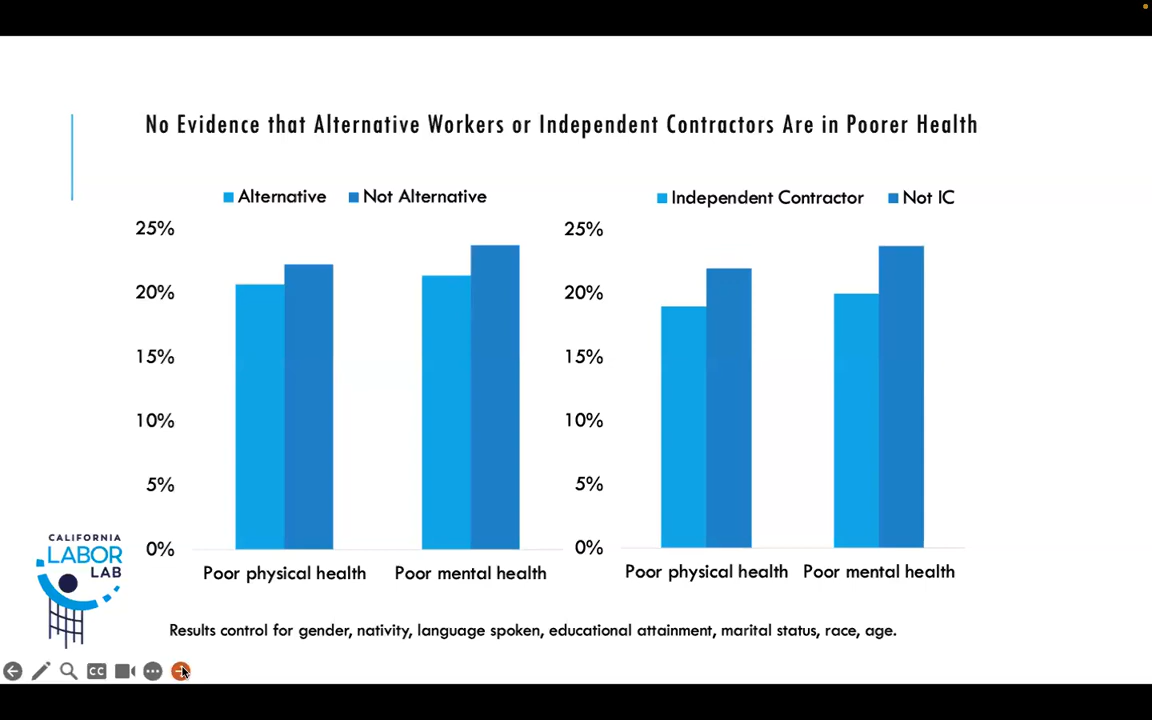 No Evidence that Alternative Workers or Independent Contractors Are in Poorer Health
Alternative Not Alternative
25%
20%
15%
10%
5%
0%
Poor physical health Poor mental health
Independent Contractor Not IC
25%
20%
15%
10%
5%
0%
Poor physical health Poor mental health
CALIFORNIA
LABOR
LAB
Results control for gender, nativity, language spoken, educational attainment, marital status, race, age.
CC